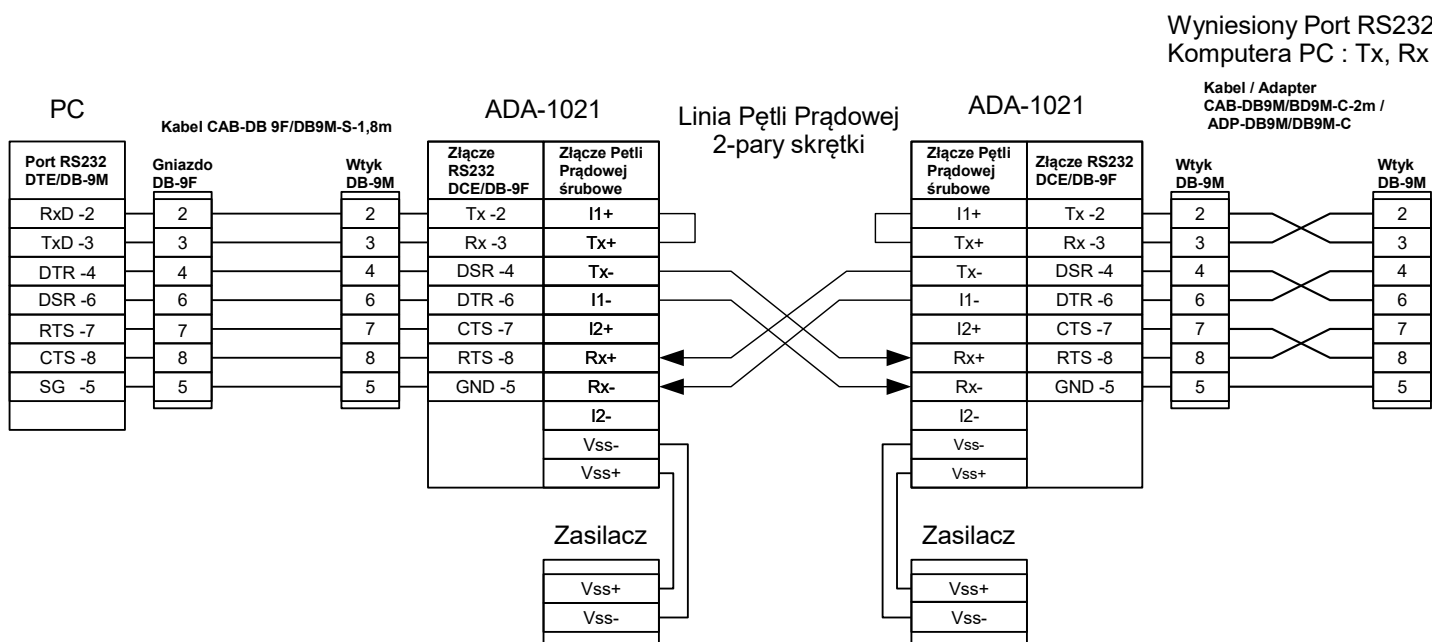 Wyniesiony Port RS232
Komputera PC : Tx, Rx
PC
Kabel CAB-DB 9F/DB9M-S-1,8m
ADA-1021
Linia Pętli Prądowej
2-pary skrętki
ADA-1021
Kabel / Adapter
CAB-DB9M/BD9M-C-2m /
ADP-DB9M/DB9M-C
Port RS232
DTE/DB-9M
RxD -2
TxD -3
DTR -4
DSR -6
RTS -7
CTS -8
SG -5
Gniazdo
DB-9F
2
3
4
6
7
8
5
Wtyk
DB-9M
2
3
4
6
7
8
5
Złącze
RS232
DCE/DB-9F
Tx -2
Rx -3
DSR -4
DTR -6
CTS -7
RTS -8
GND -5
Złącze Petli
Prądowej
śrubowe
I1+
Tx+
Tx-
I1-
I2+
Rx+
Rx-
I2-
Vss-
Vss+
Zasilacz
Vss+
Vss-
Złącze Pętli
Prądowej
śrubowe
I1+
Tx+
Tx-
I1-
I2+
Rx+
Rx-
I2-
Vss-
Vss+
Zasilacz
Vss+
Vss-
Złącze RS232
DCE/DB-9F
Tx -2
Rx -3
DSR -4
DTR -6
CTS -7
RTS -8
GND -5
Wtyk
DB-9M
2
3
4
6
7
8
5
Wtyk
DB-9M
2
3
4
6
7
8
5